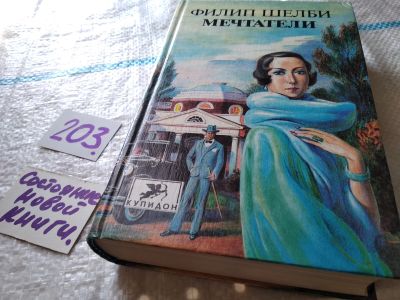 ФИЛИП ШЕЛБИ
МЕЧТАТЕЛИ
КУПИДОН
203.
Состояние
новой
книги.